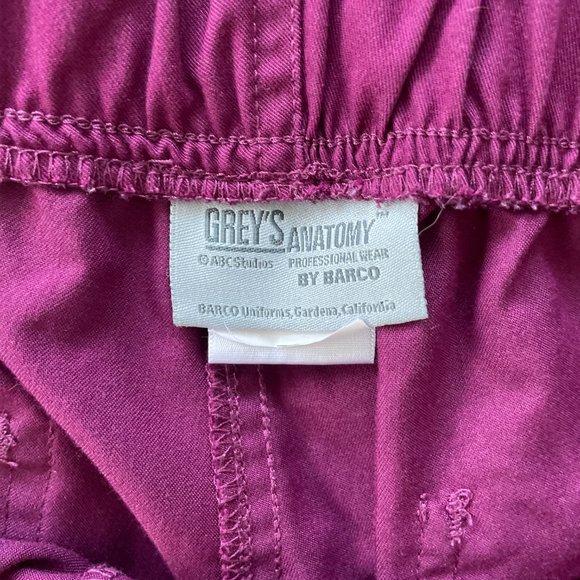 GREY'S ANATOMY™
© ABC Studios PROFESSIONAL WEAR
BY BARCO
BARCO Uniforms, Gardena, California